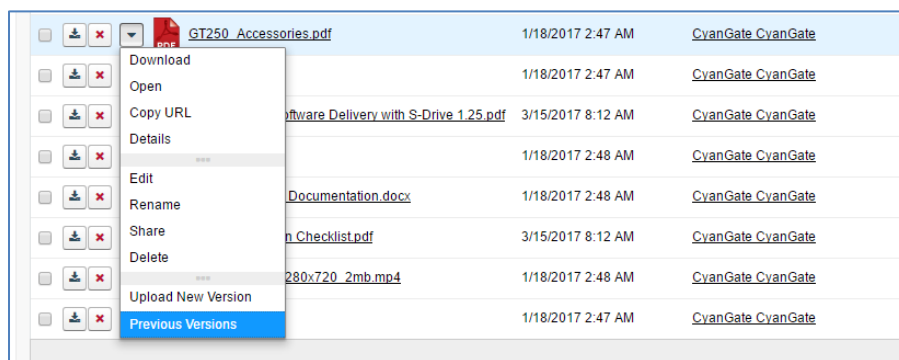 PDF GT250_Accessories.pdf 1/18/2017 2:47 AM CyanGate CyanGate
Download
1/18/2017 2:47 AM CyanGate CyanGate
Open
Copy URL
oftware Delivery with S-Drive 1.25.pdf 3/15/2017 8:12 AM CyanGate CyanGate
Details
1/18/2017 2:48 AM CyanGate CyanGate
Edit
Documentation.docx 1/18/2017 2:48 AM CyanGate CyanGate
Rename
Share
n Checklist.pdf 3/15/2017 8:12 AM CyanGate CyanGate
Delete
280x720_2mb.mp4 1/18/2017 2:48 AM CyanGate CyanGate
Upload New Version
Previous Versions
1/18/2017 2:47 AM CyanGate CyanGate